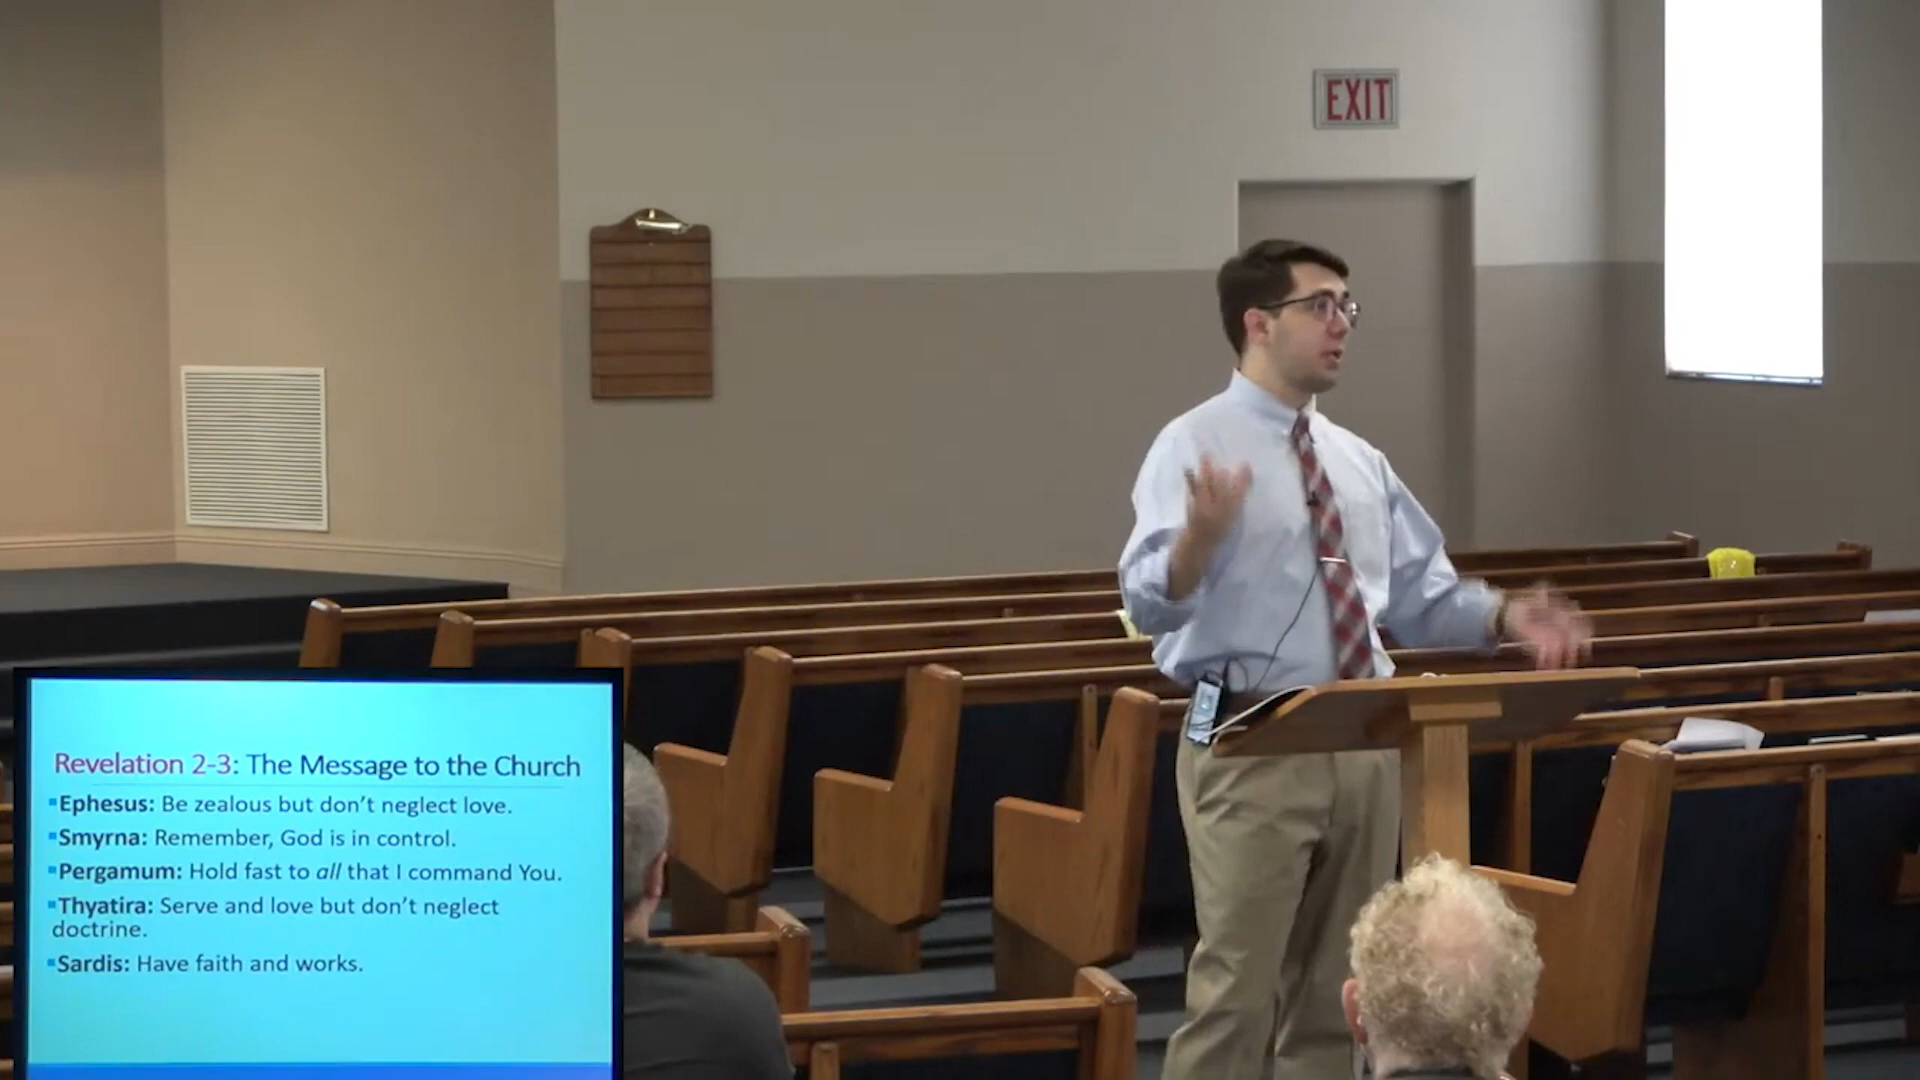 EXIT
Revelation 2-3: The Message to the Church
▪Ephesus: Be zealous but don't neglect love.
▪Smyrna: Remember, God is in control.
▪Pergamum: Hold fast to all that I command You.
▪Thyatira: Serve and love but don't neglect
doctrine.
▪Sardis: Have faith and works.